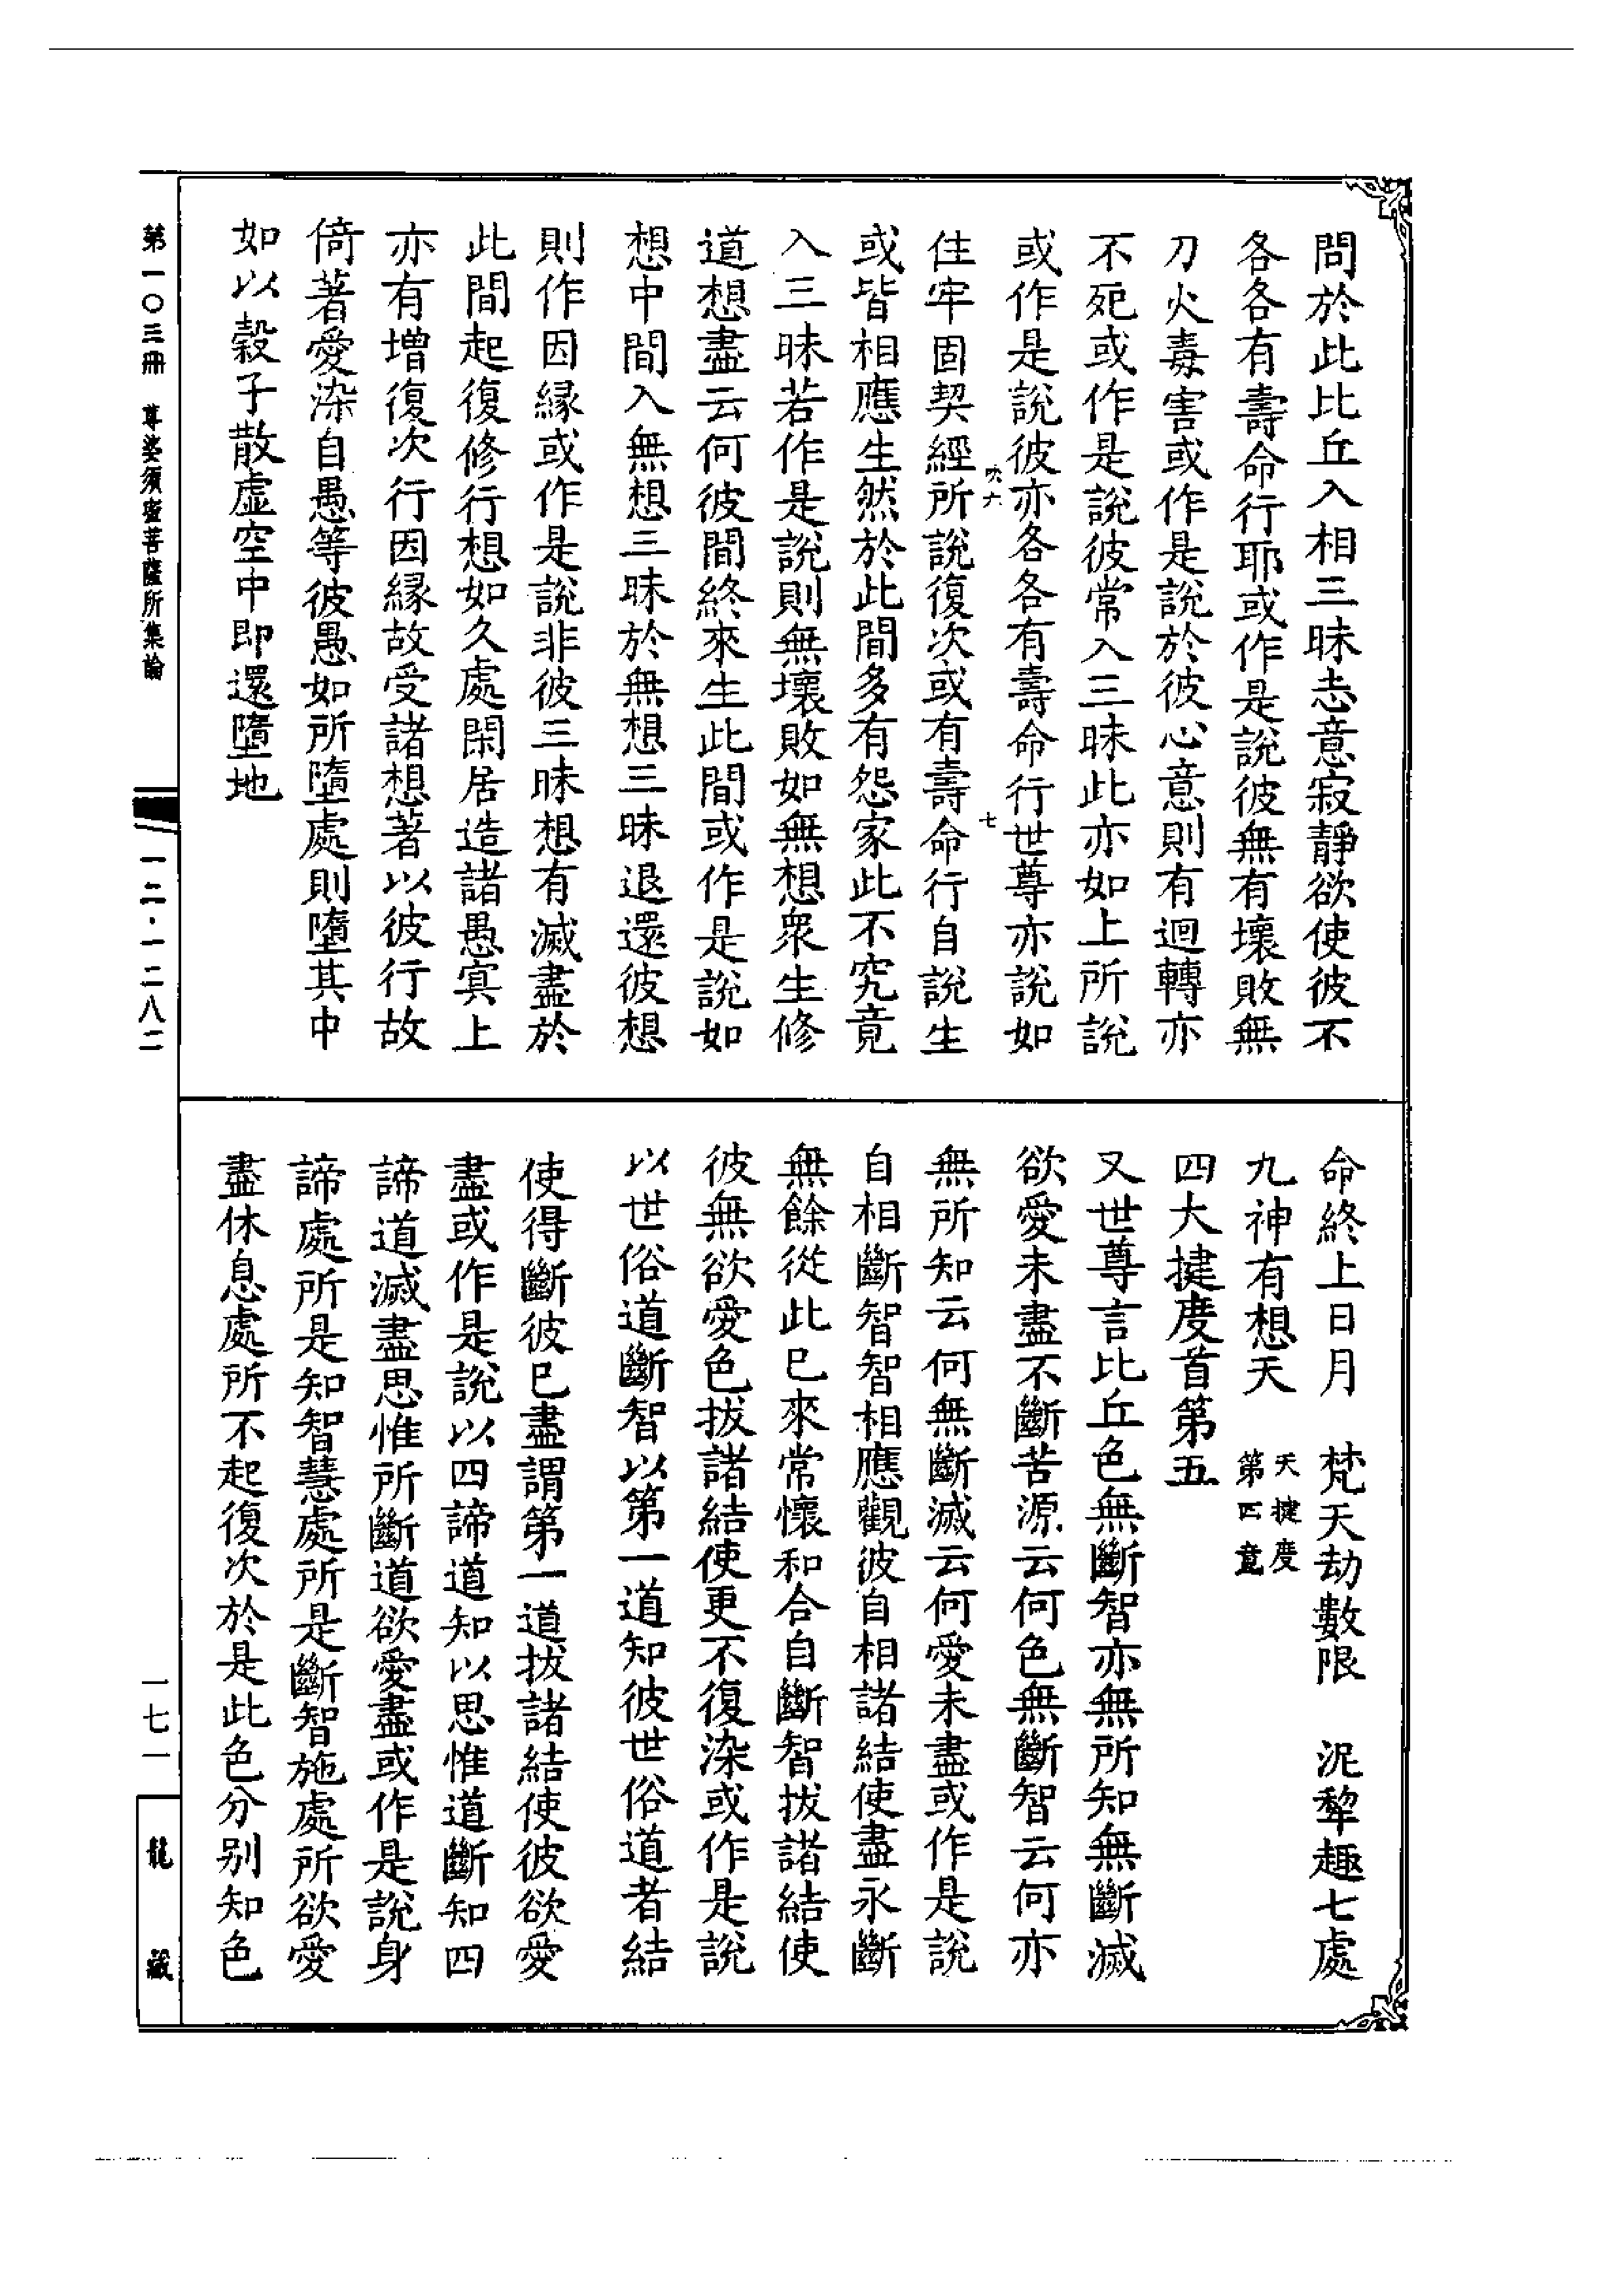 問於此比丘入相三昧志意寂靜欲使彼不
各各有壽命行耶或作是說彼無有壞敗無
刀火毒害或作是說於彼心意則有迴轉亦
不死或作是說彼常入三昧此亦如上所說
或作是說彼亦各各有壽命行世尊亦說如
六 七
住牢固契經所說復次或有壽命行自說生
或皆相應生然於此間多有怨家此不究竟
入三昧若作是說則無壞敗如無想眾生修
道想盡云何彼間終來生此間或作是說如
想中間入無想三昧於無想三昧退還彼想
則作因緣或作是說非彼三昧想有滅盡於
此間起復修行想如久處閑居造諸愚寘上
亦有增復次行因緣故受諸想著以彼行故
倚著愛染自愚等彼愚如所墮處則墮其中
如以穀子散虛空中即還墮地
命終上日月 梵天劫數限 泥犂趣七處
九神有想天 天揵度第四竟
四大揵度首第五
又世尊言比丘色無斷智亦無所知無斷滅
欲愛未盡不斷苦源云何色無斷智云何亦
無所知云何無斷滅云何愛未盡或作是說
自相斷智智相應觀彼自相諸結使盡永斷
無餘從此已來常懷和合自斷智拔諸結使
彼無欲愛色拔諸結使更不復染或作是說
以世俗道斷智以第一道知彼世俗道者結
使得斷彼已盡謂第一道拔諸結使彼欲愛
盡或作是說以四諦道知以思惟道斷知四
諦道滅盡思惟所斷道欲愛盡或作是說身
諦處所是知智慧處所是斷智施處所欲愛
盡休息處所不起復次於是此色分別知色
第一〇三冊 尊婆須蜜菩薩所集論
一二·一二八二
一七一
龍藏